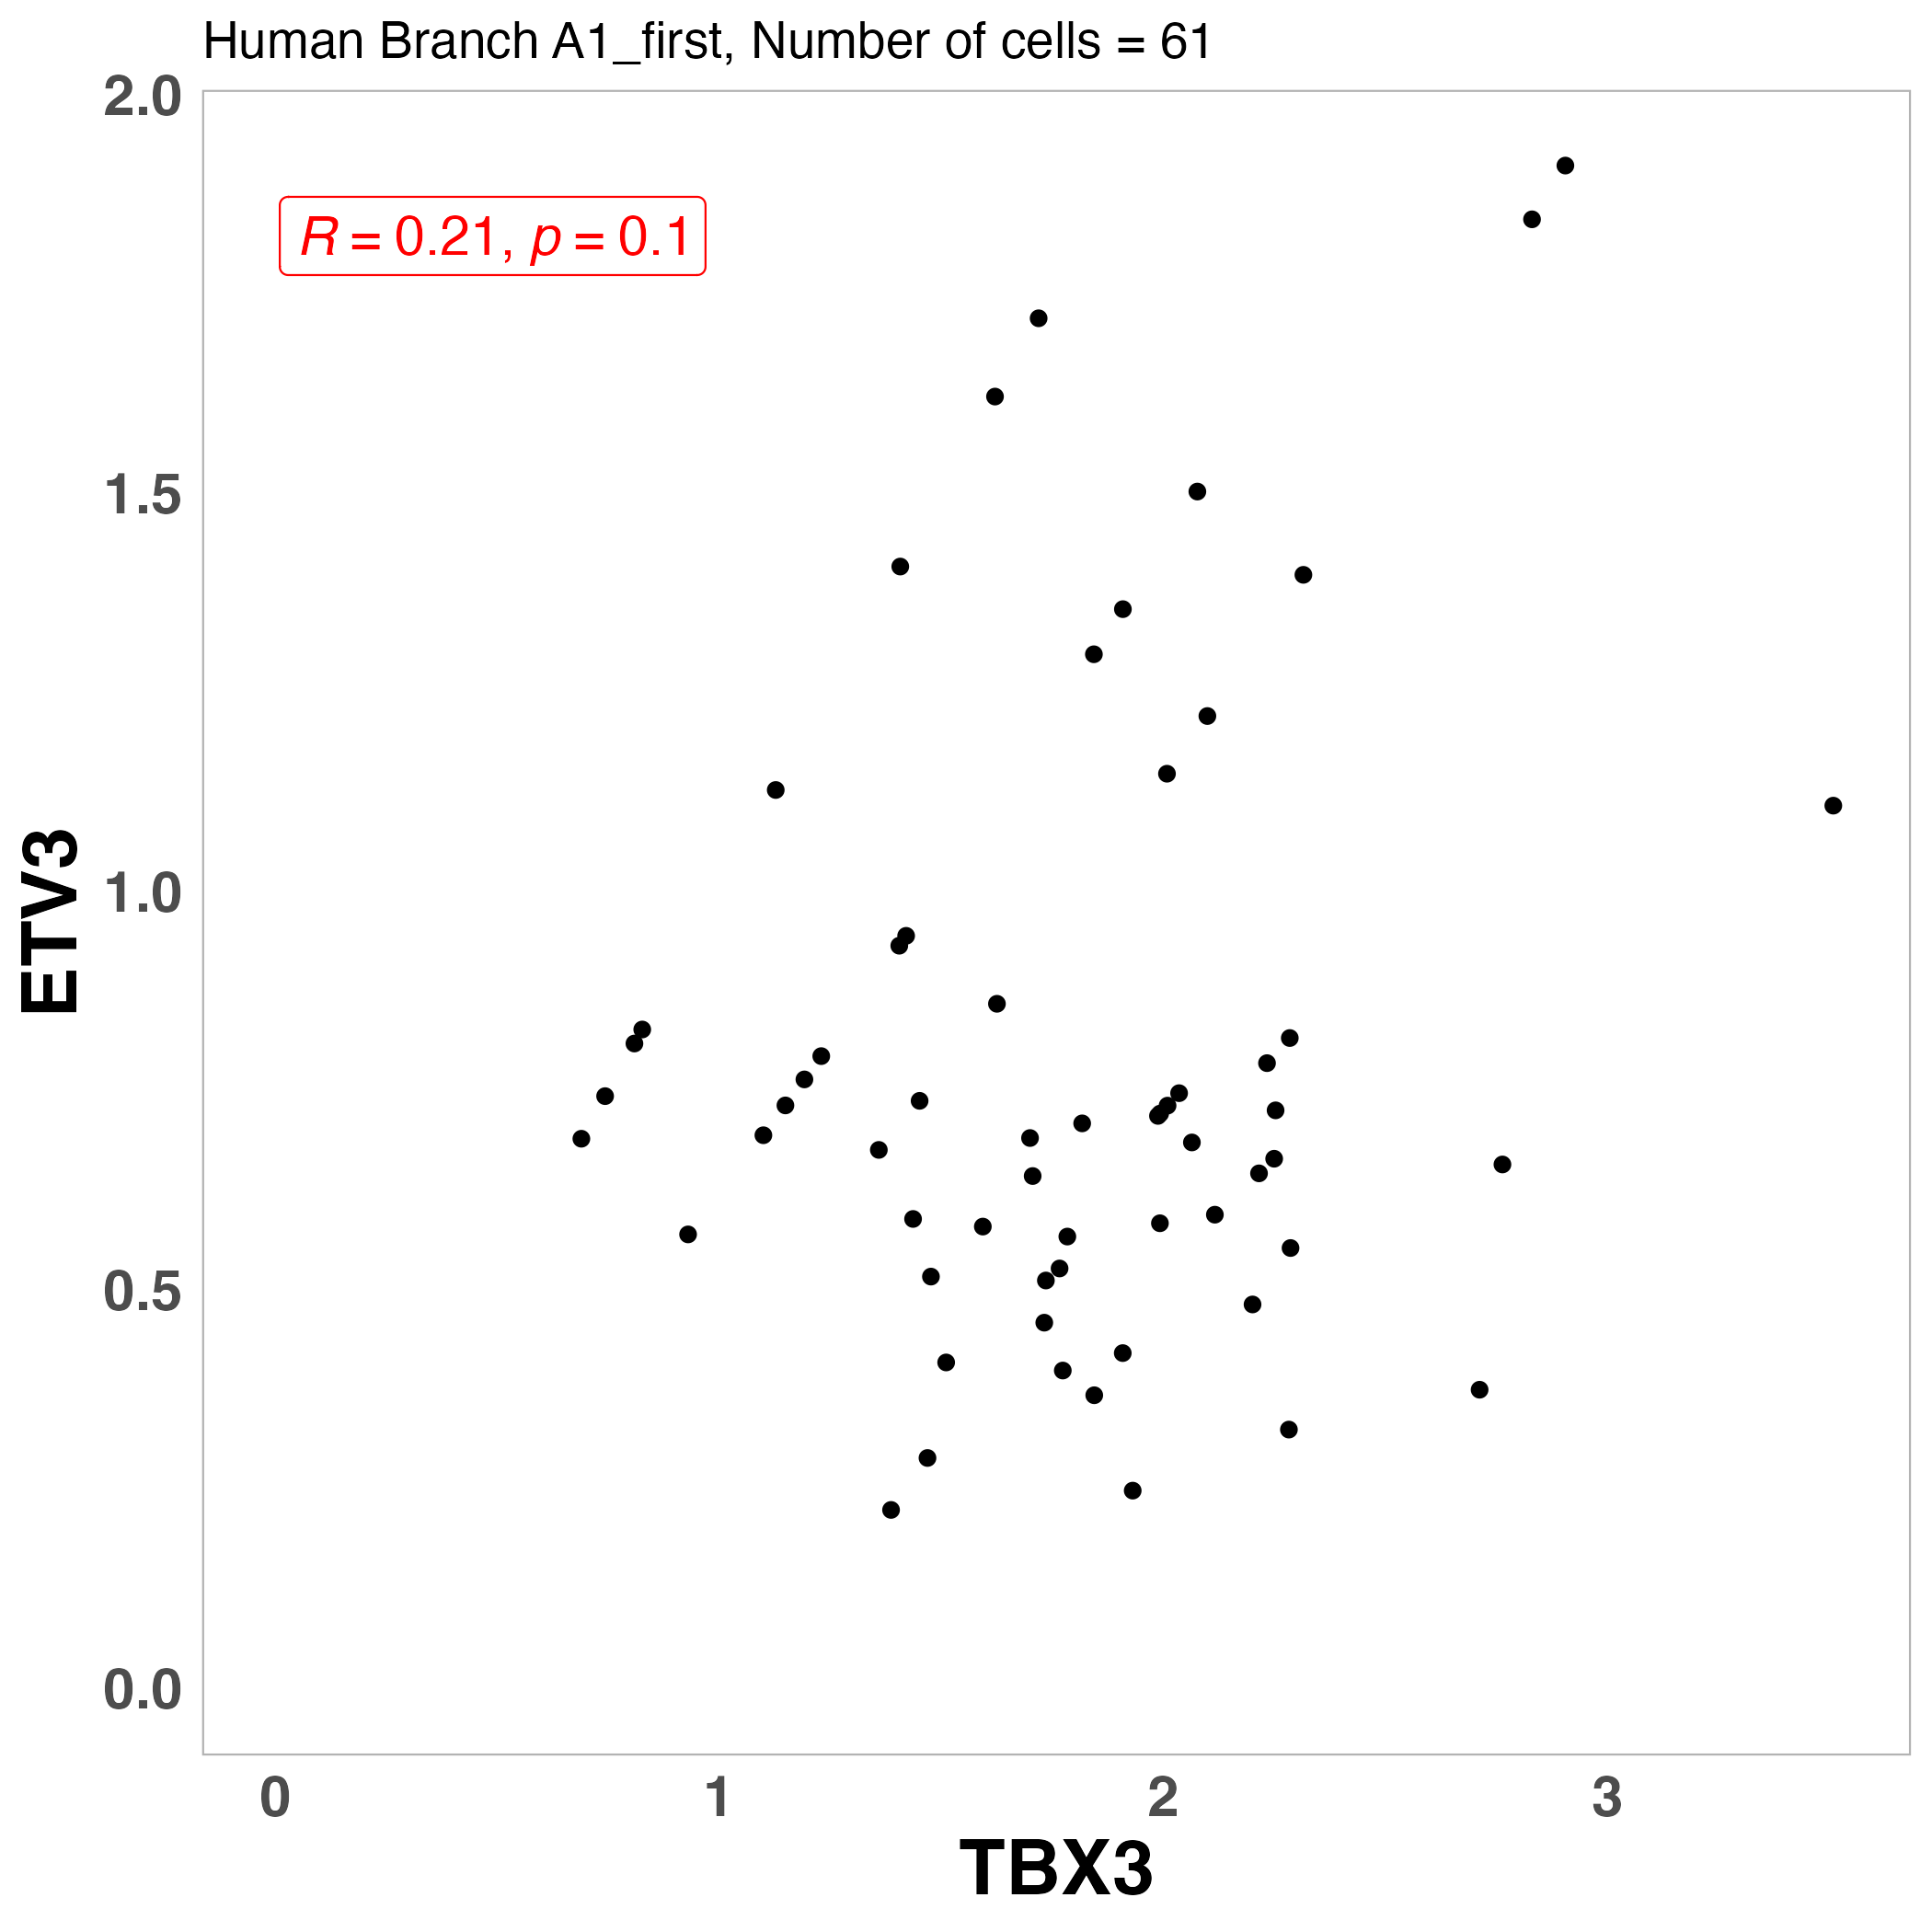 Human Branch A1_first, Number of cells = 61
2.0
R = 0.21, p = 0.1
1.5
1.0
ETV3
0.5
0.0
0 1 2 3
TBX3